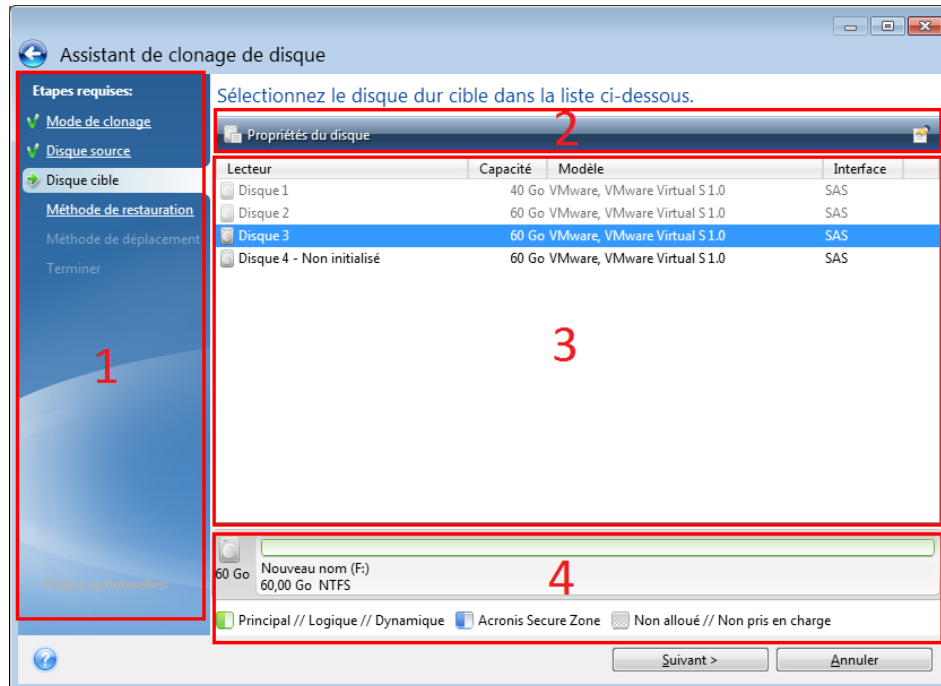 Assistant de clonage de disque
Etapes requises:
Mode de clonage
Disque source
Disque cible
Méthode de restauration
Méthode de déplacement
Terminer
1
Sélectionnez le disque dur cible dans la liste ci-dessous.
Propriétés du disque
2
Lecteur Capacité Modèle Interface
Disque 1 40 Go VMware, VMware Virtual S 1.0 SAS
Disque 2 60 Go VMware, VMware Virtual S 1.0 SAS
Disque 3 60 Go VMware, VMware Virtual S 1.0 SAS
Disque 4 - Non initialisé 60 Go VMware, VMware Virtual S 1.0 SAS
3
60 Go
Nouveau nom (F:)
60,00 Go NTFS
4
Principal // Logique // Dynamique Acronis Secure Zone Non alloué // Non pris en charge
Suivant > Annuler